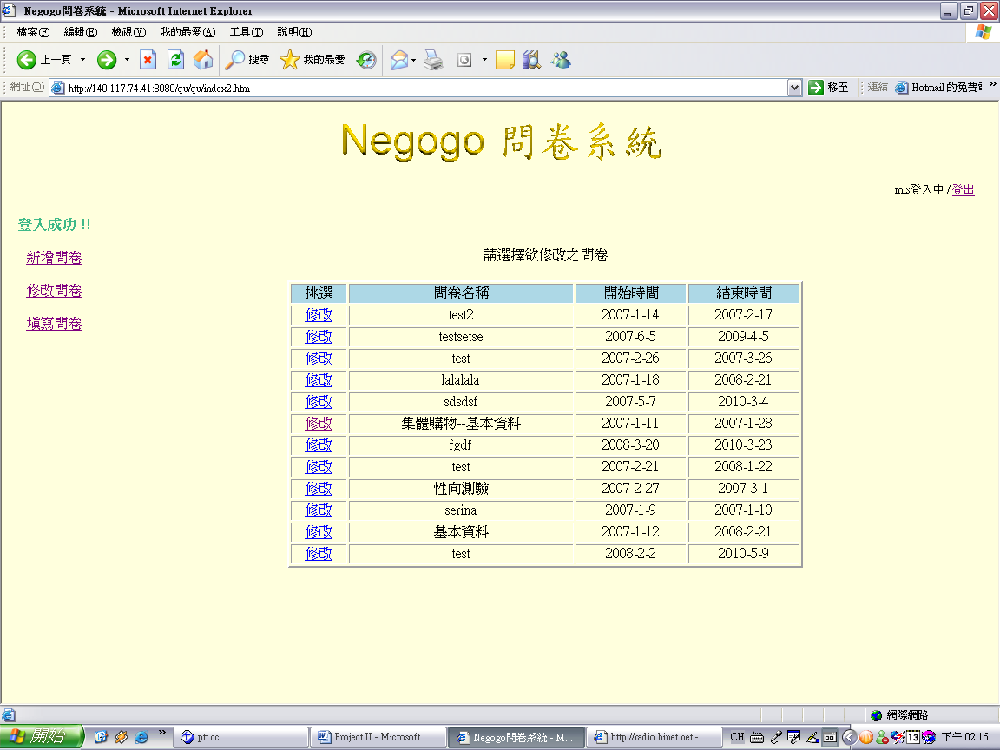 Negogo問卷系統 - Microsoft Internet Explorer
檔案(F) 編輯(E) 檢視(V) 我的最愛(A) 工具(T) 說明(H)
上一頁 搜尋 我的最愛
網址(D) http://140.117.74.41:8080/qu/qu/index2.htm 移至 連結 Hotmail 的免費 »
Negogo 問卷系統
mis登入中 / 登出
登入成功 !!
新增問卷
修改問卷
填寫問卷
請選擇欲修改之問卷
挑選 問卷名稱 開始時間 結束時間
修改 test2 2007-1-14 2007-2-17
修改 testsetse 2007-6-5 2009-4-5
修改 test 2007-2-26 2007-3-26
修改 lalalala 2007-1-18 2008-2-21
修改 sdsdsf 2007-5-7 2010-3-4
修改 集體購物--基本資料 2007-1-11 2007-1-28
修改 fgdf 2008-3-20 2010-3-23
修改 test 2007-2-21 2008-1-22
修改 性向測驗 2007-2-27 2007-3-1
修改 serina 2007-1-9 2007-1-10
修改 基本資料 2007-1-12 2008-2-21
修改 test 2008-2-2 2010-5-9
網際網路
開始 » ptt.cc Project II - Microsoft ... Negogo問卷系統 - M... http://radio.hinet.net - ... CH 13 下午 02:16